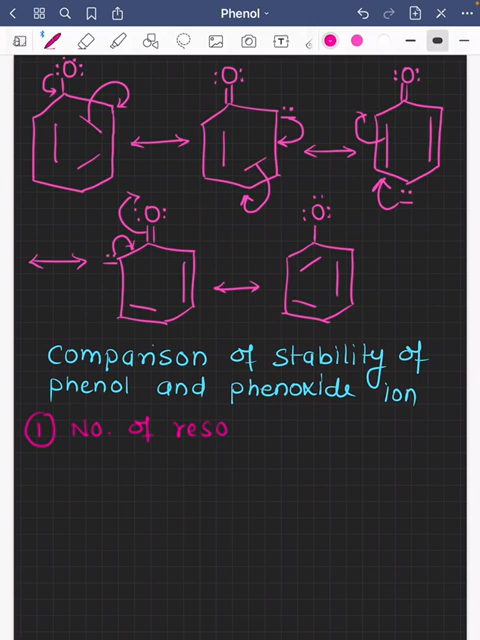 Phenol
:Ö:
:O:
:O:
:O:
:Ö:
Comparison of stability of
phenol and phenoxide ion
① No. of reso